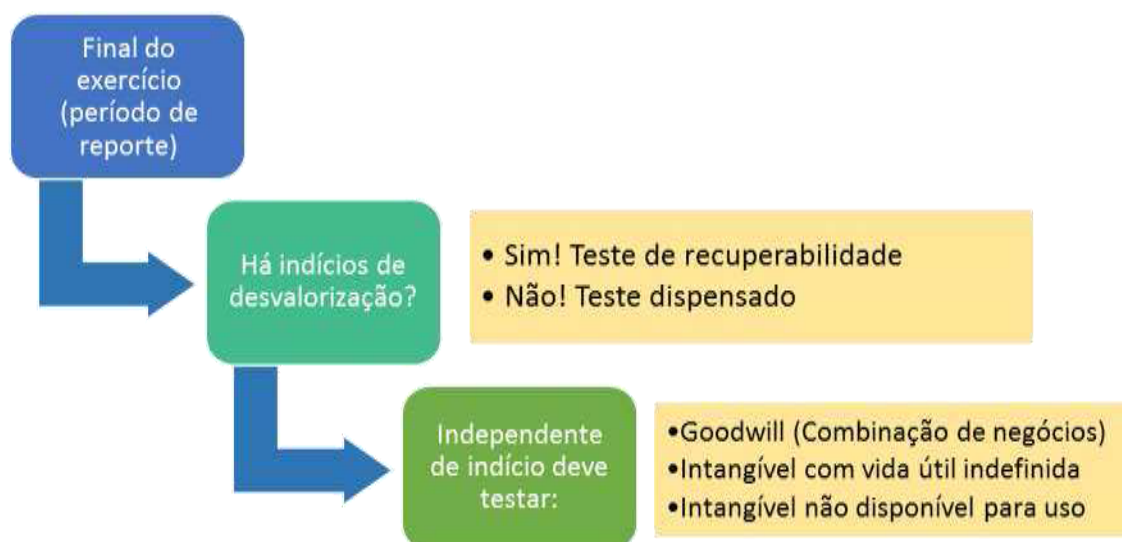 Final do
exercício
(período de
reporte)
Há indícios de
desvalorização?
• Sim! Teste de recuperabilidade
• Não! Teste dispensado
Independente
de indício deve
testar:
•Goodwill (Combinação de negócios)
•Intangível com vida útil indefinida
•Intangível não disponível para uso